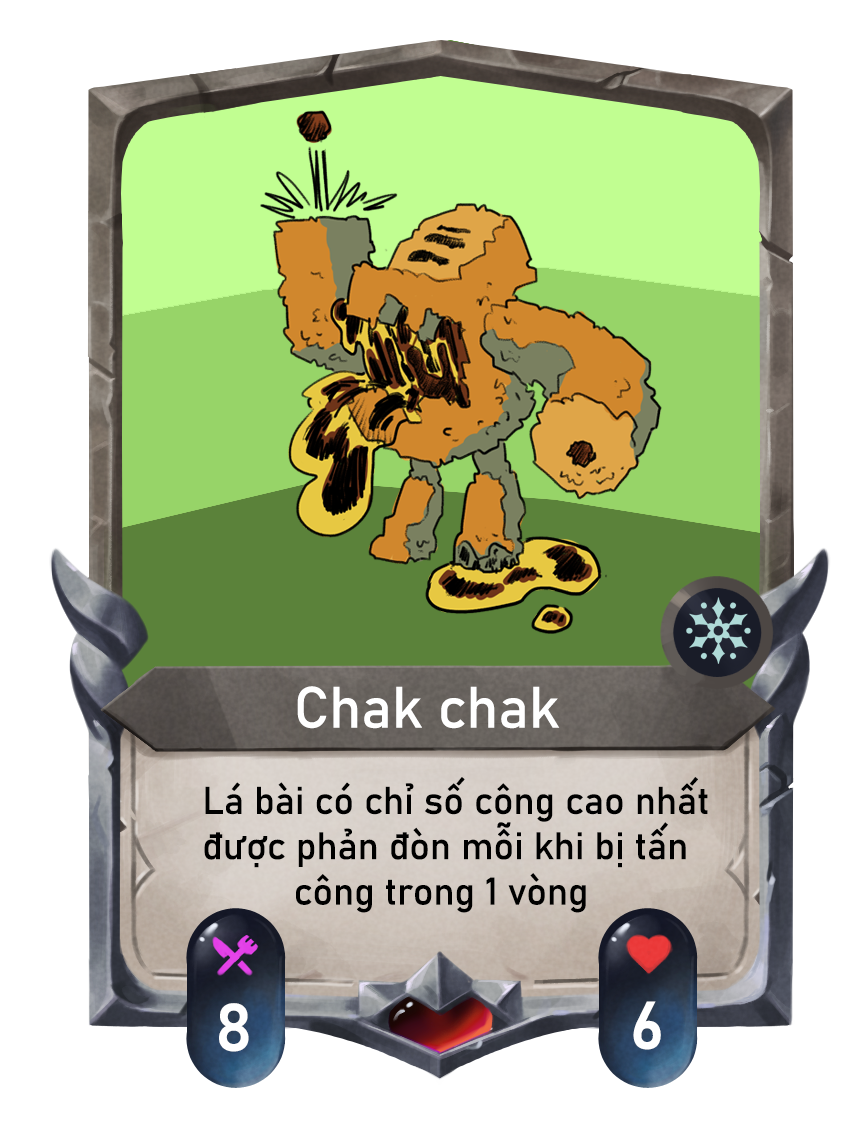 Chak chak
Lá bài có chỉ số công cao nhất
được phản đòn mỗi khi bị tấn
công trong 1 vòng
8
6